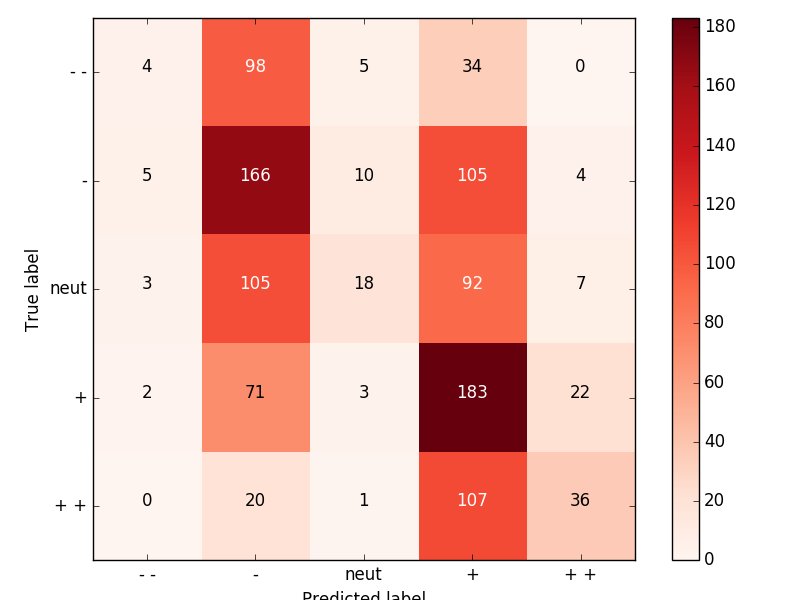 - - 4 98 5 34 0
- 5 166 10 105 4
neut 3 105 18 92 7
+ 2 71 3 183 22
+ + 0 20 1 107 36
- - - neut + + +
True label
Predicted label
180
160
140
120
100
80
60
40
20
0